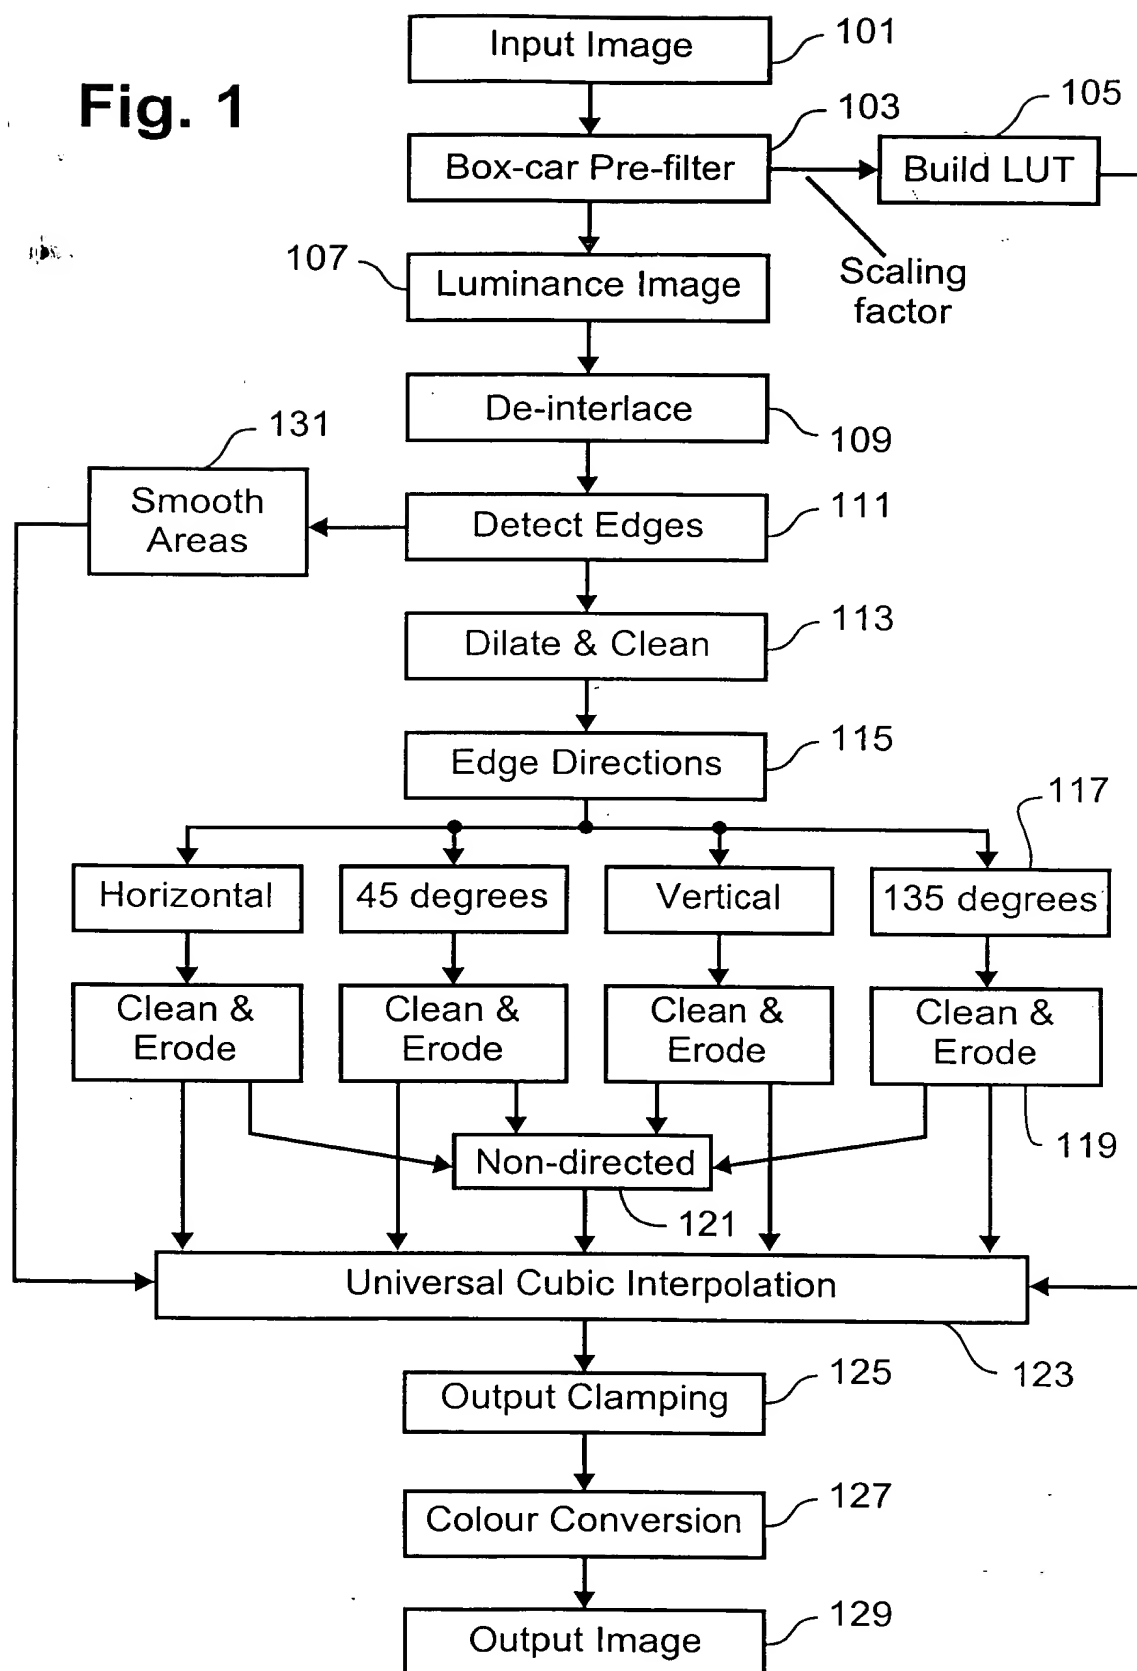 Fig. 1
Input Image
101
Box-car Pre-filter
103
Build LUT
105
Scaling
factor
107
Luminance Image
De-interlace
109
131
Smooth
Areas
Detect Edges
111
Dilate & Clean
113
Edge Directions
115
117
Horizontal
45 degrees
Vertical
135 degrees
Clean &
Erode
Clean &
Erode
Clean &
Erode
Clean &
Erode
119
Non-directed
121
Universal Cubic Interpolation
123
Output Clamping
125
Colour Conversion
127
Output Image
129